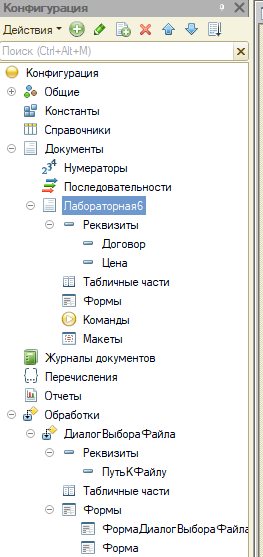 Конфигурация
Действия
Поиск (Ctrl+Alt+M)
Конфигурация
Общие
Константы
Справочники
Документы
Нумераторы
Последовательности
Лабораторная6
Реквизиты
Договор
Цена
Табличные части
Формы
Команды
Макеты
Журналы документов
Перечисления
Отчеты
Обработки
ДиалогВыбораФайла
Реквизиты
ПутьКФайлу
Табличные части
Формы
ФормаДиалогВыбораФайла
Форма